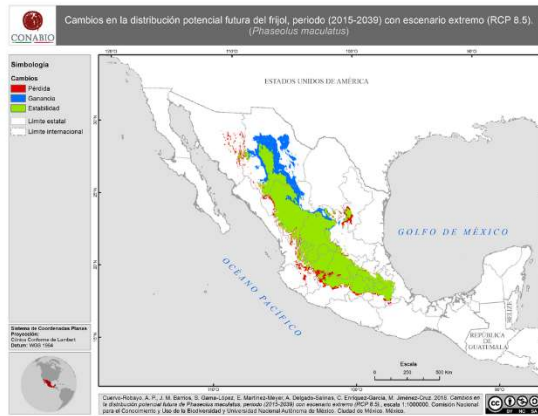 Cambios en la distribución potencial futura del frijol, periodo (2015-2039) con escenario extremo (RCP 8.5).
(Phaseolus maculatus)
CONABIO
Simbología
Cambios
Pérdida
Ganancia
Estabilidad
Límite estatal
Límite internacional
ESTADOS UNIDOS DE AMÉRICA
GOLFO DE MÉXICO
OCÉANO PACÍFICO
REPÚBLICA
DE
GUATEMALA
Sistema de Coordenadas Planas
Proyección:
Cónica Conforme de Lambert
Datum: WGS 1984
Escala
0 250 500 Km
Cuervo-Robayo, A. P., J. M. Barrios, S. Gama-López, E. Martínez-Meyer, A. Delgado-Salinas, C. Enríquez-García, M. Jiménez-Cruz. 2018. Cambios en
la distribución potencial futura de Phaseolus maculatus, periodo (2015-2039) con escenario extremo (RCP 8.5), escala 1:1000000. Comisión Nacional
para el Conocimiento y Uso de la Biodiversidad y Universidad Nacional Autónoma de México. Ciudad de México. México.